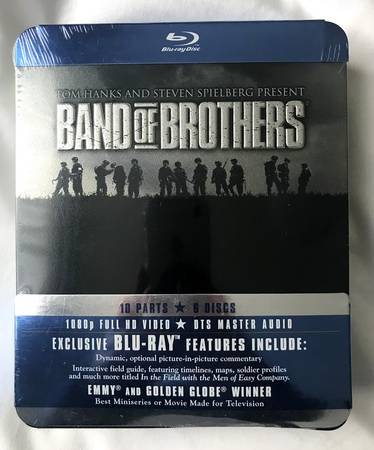 Blu-ray Disc
TOM HANKS AND STEVEN SPIELBERG PRESENT
BAND OF BROTHERS
10 PARTS ★ 6 DISCS
1080p FULL HD VIDEO ★ DTS MASTER AUDIO
EXCLUSIVE BLU-RAY™ FEATURES INCLUDE:
Dynamic, optional picture-in-picture commentary
Interactive field guide, featuring timelines, maps, soldier profiles
and much more titled In the Field with the Men of Easy Company.
EMMY® AND GOLDEN GLOBE® WINNER
Best Miniseries or Movie Made for Television